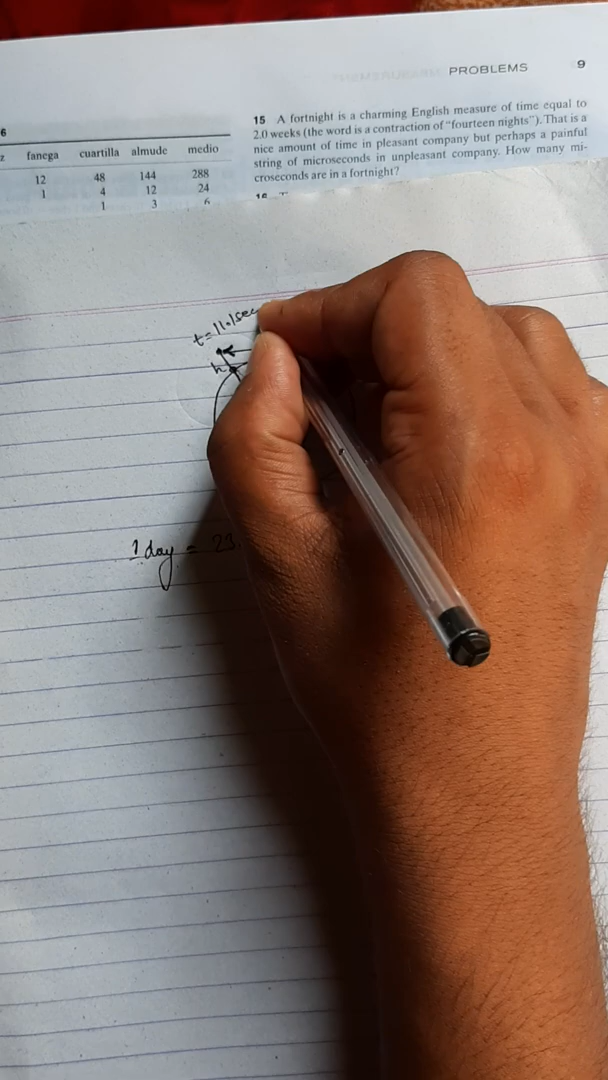 PROBLEMS 9
6
z fanega cuartilla almude medio
12 48 144 288
1 4 12 24
1 3 6
15 A fortnight is a charming English measure of time equal to
2.0 weeks (the word is a contraction of "fourteen nights"). That is a
nice amount of time in pleasant company but perhaps a painful
string of microseconds in unpleasant company. How many mi-
croseconds are in a fortnight?
16
t=11.1sec
h
1 day = 23.